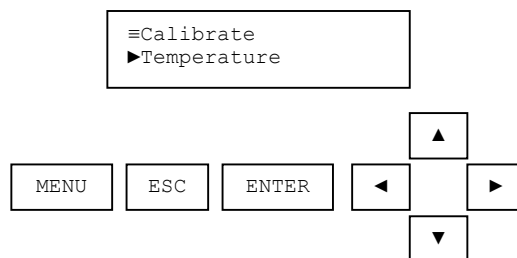 ≡Calibrate
►Temperature
▲
MENU ESC ENTER ◄ ►
▼